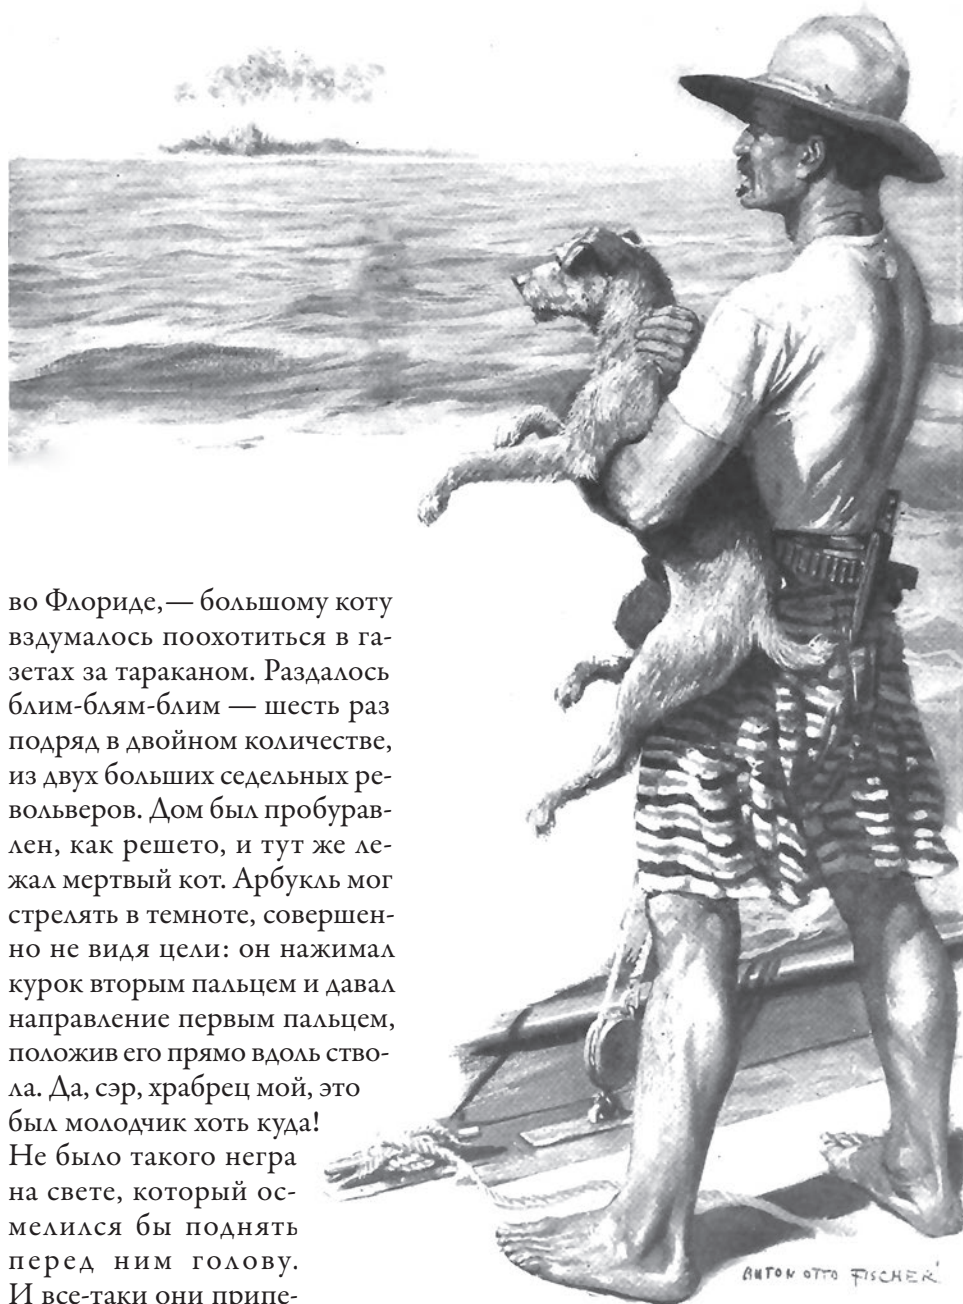 во Флориде,— большому коту
вздумалось поохотиться в га-
зетах за тараканом. Раздалось
блим-блям-блим — шесть раз
подряд в двойном количестве,
из двух больших седельных ре-
вольверов. Дом был пробурав-
лен, как решето, и тут же ле-
жал мертвый кот. Арбукль мог
стрелять в темноте, совершен-
но не видя цели: он нажимал
курок вторым пальцем и давал
направление первым пальцем,
положив его прямо вдоль ство-
ла. Да, сэр, храбрец мой, это
был молодчик хоть куда!
Не было такого негра
на свете, который ос-
мелился бы поднять
перед ним голову.
И все-таки они припе-
ANTON OTTO FISCHER